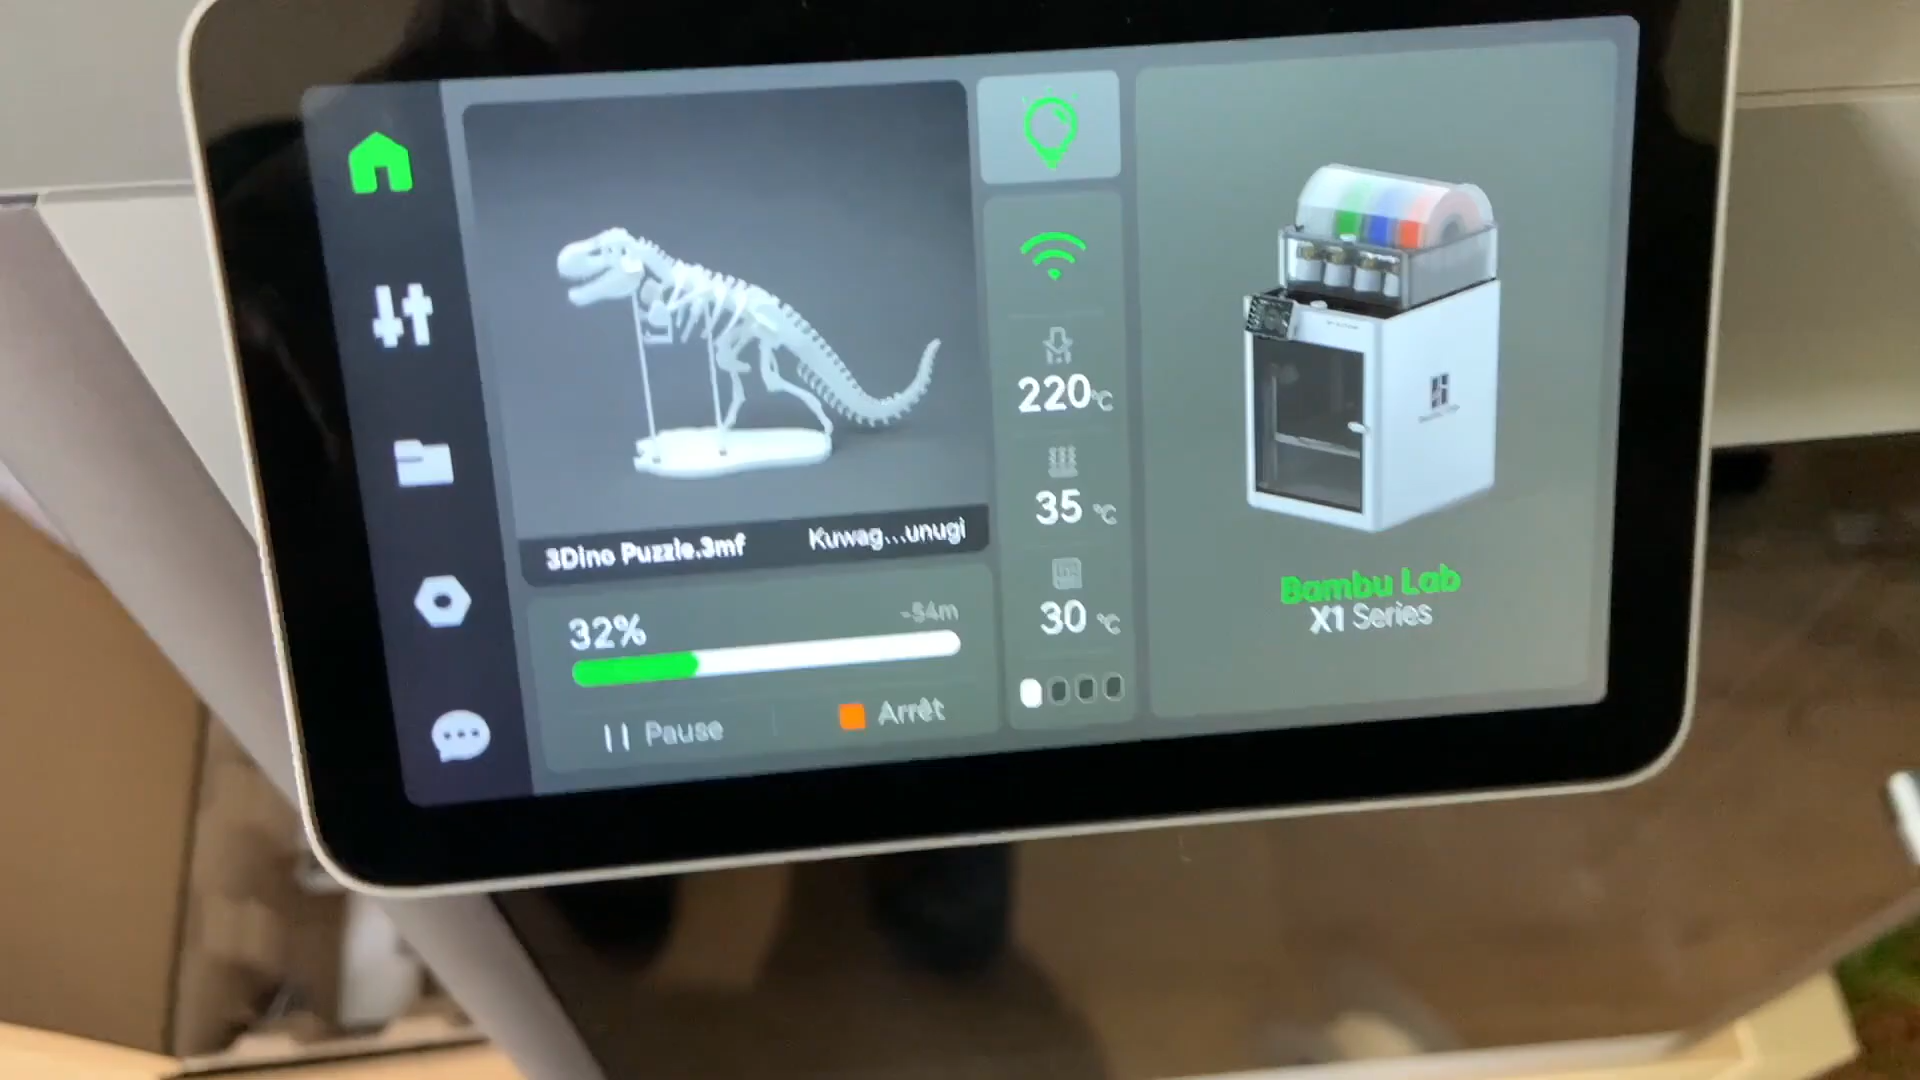 3Dino Puzzle.3mf Kuwag...unugi
32% -54m
Pause Arrêt
220°C
35 °C
30 °C
Bambu Lab
X1 Series